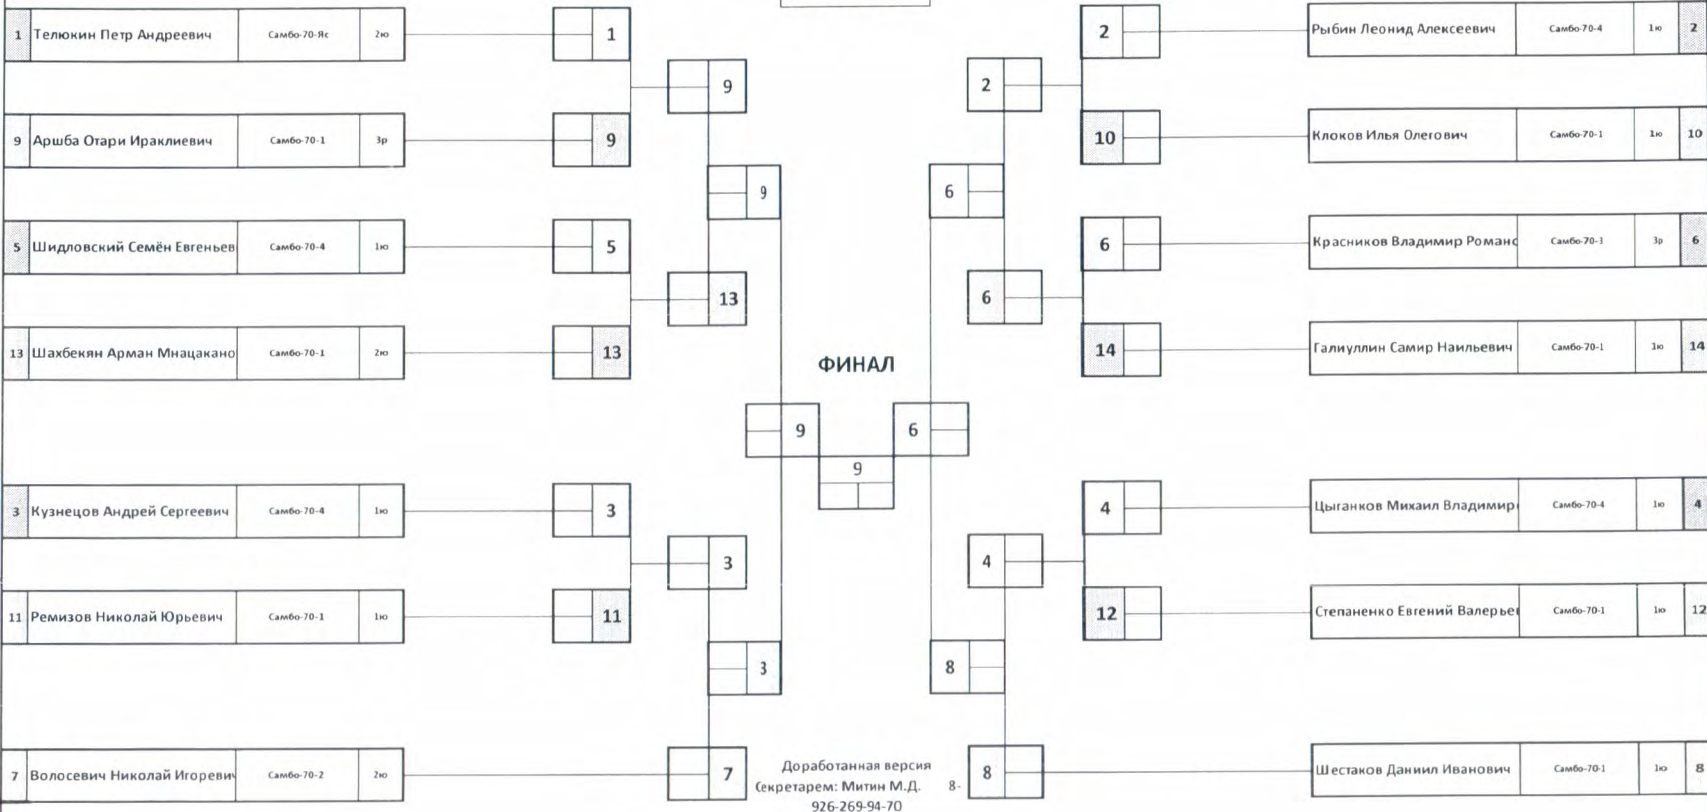 1 Телюкин Петр Андреевич Самбо-70-Яс 2ю 1
2 Рыбин Леонид Алексеевич Самбо-70-4 1ю 2
9
2
9 Аршба Отари Ираклиевич Самбо-70-1 3р 9
10 Клоков Илья Олегович Самбо-70-1 1ю 10
9
6
5 Шидловский Семён Евгеньев Самбо-70-4 1ю 5
6 Красников Владимир Романо Самбо-70-1 3р 6
13
6
13 Шахбекян Арман Мнацакано Самбо-70-1 2ю 13
14 Галиуллин Самир Наильевич Самбо-70-1 1ю 14
ФИНАЛ
9
6
9
3 Кузнецов Андрей Сергеевич Самбо-70-4 1ю 3
4 Цыганков Михаил Владимир Самбо-70-4 1ю 4
3
4
11 Ремизов Николай Юрьевич Самбо-70-1 1ю 11
12 Степаненко Евгений Валерье Самбо-70-1 1ю 12
3
8
7 Волосевич Николай Игореви Самбо-70-2 2ю 7
8 Шестаков Даниил Иванович Самбо-70-1 1ю 8
Доработанная версия
Секретарем: Митин М.Д. 8-
926-269-94-70